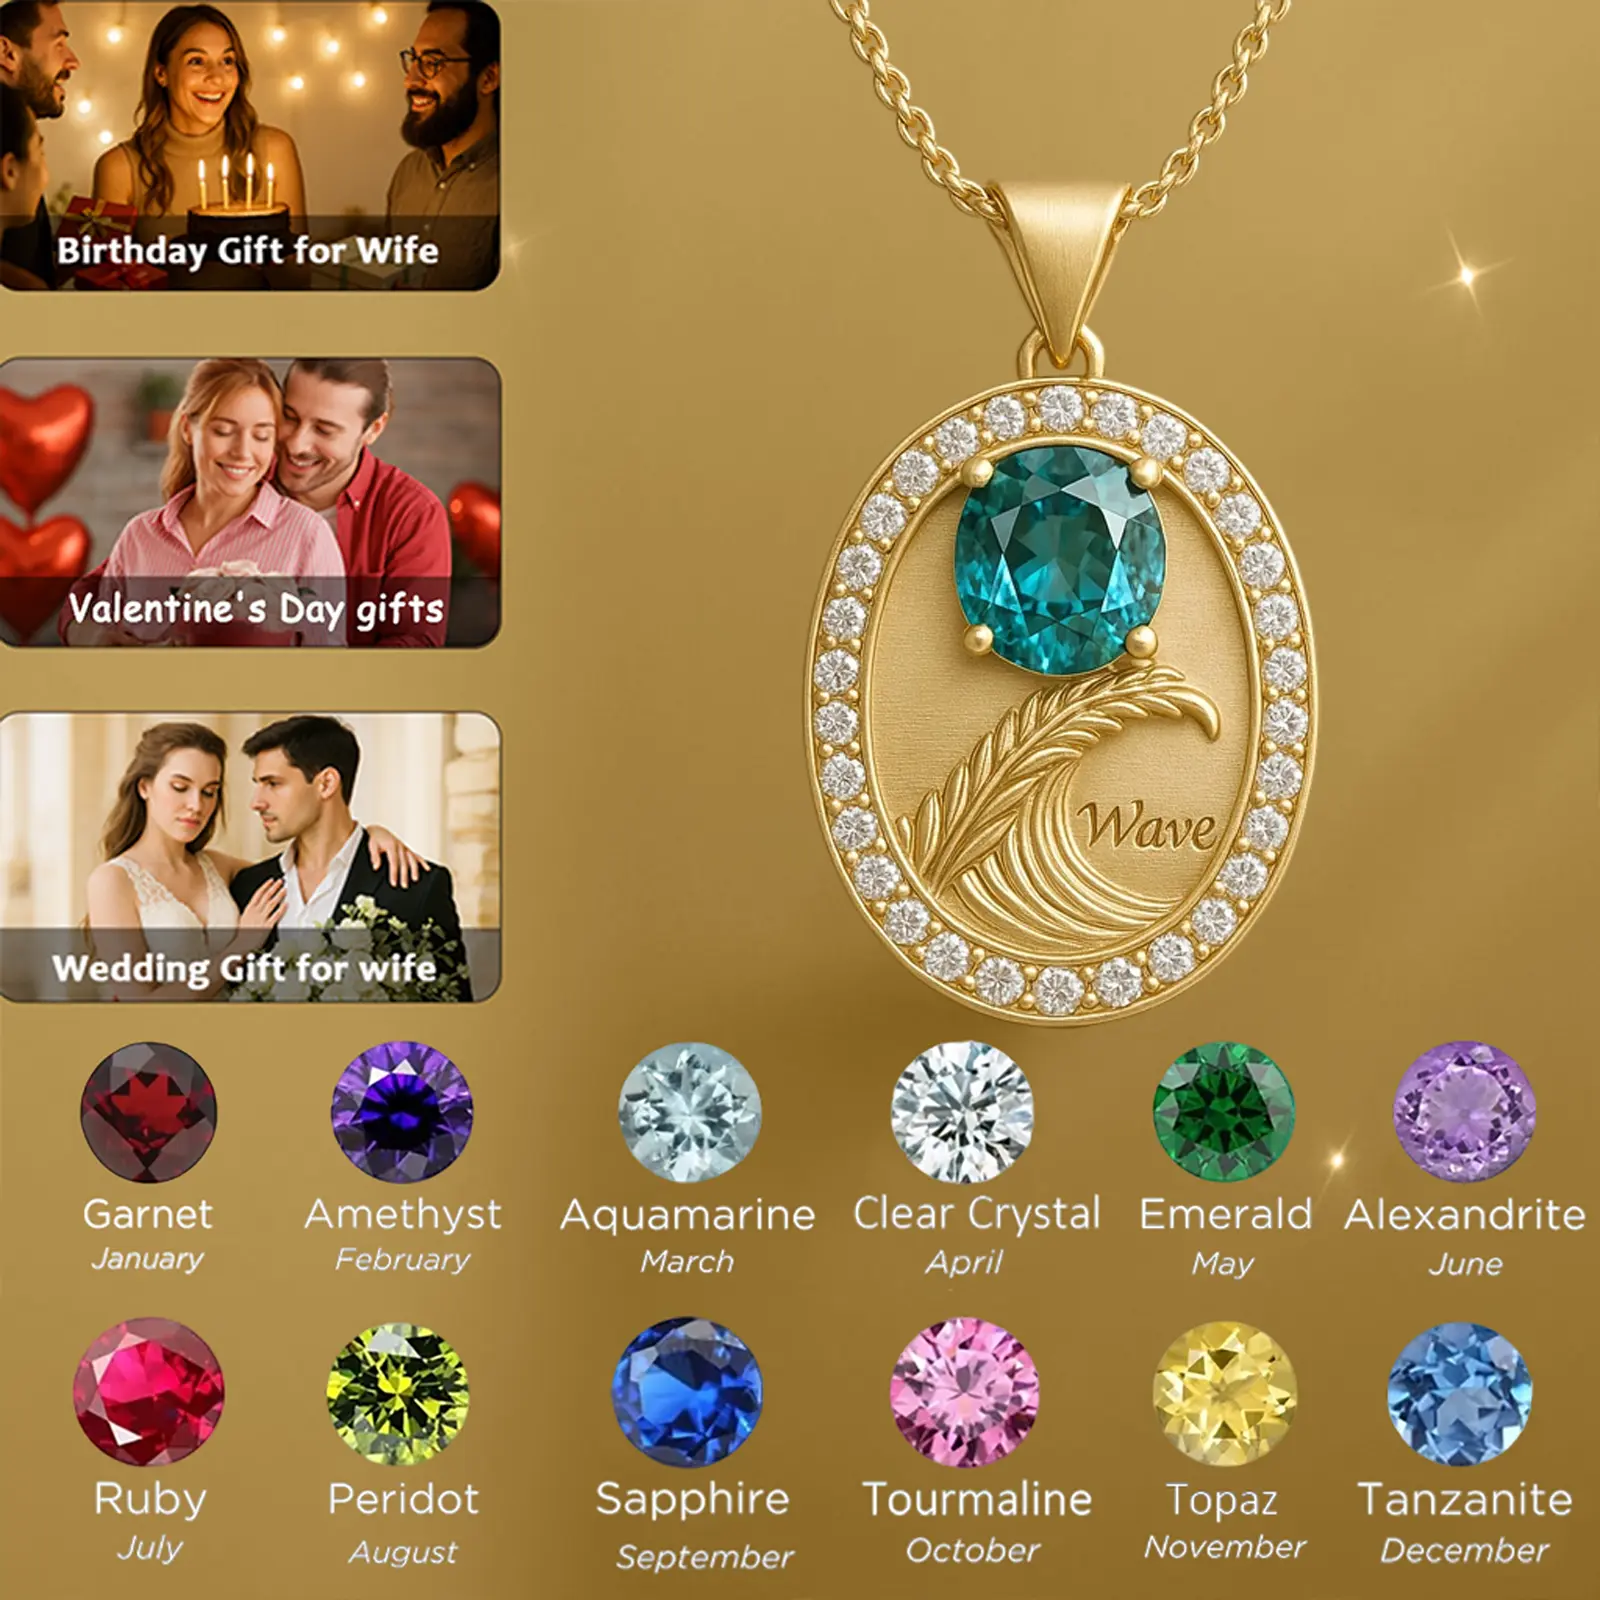 Birthday Gift for Wife
Valentine's Day gifts
Wedding Gift for wife
Wave
Garnet
January
Amethyst
February
Aquamarine
March
Clear Crystal
April
Emerald
May
Alexandrite
June
Ruby
July
Peridot
August
Sapphire
September
Tourmaline
October
Topaz
November
Tanzanite
December